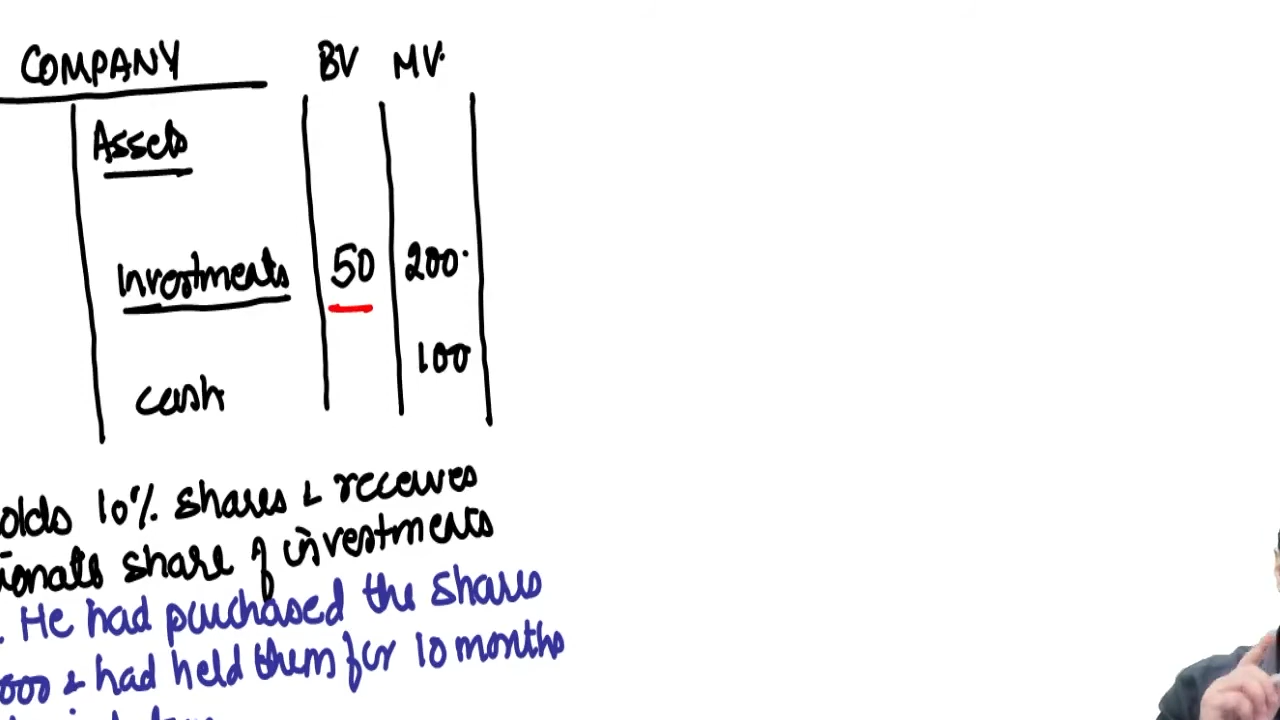 COMPANY BV MV.
Assets
Investments 50 200.
100
cash
olds 10% shares & receives
ionate share of investments
. He had purchased the shares
000 & had held them for 10 months